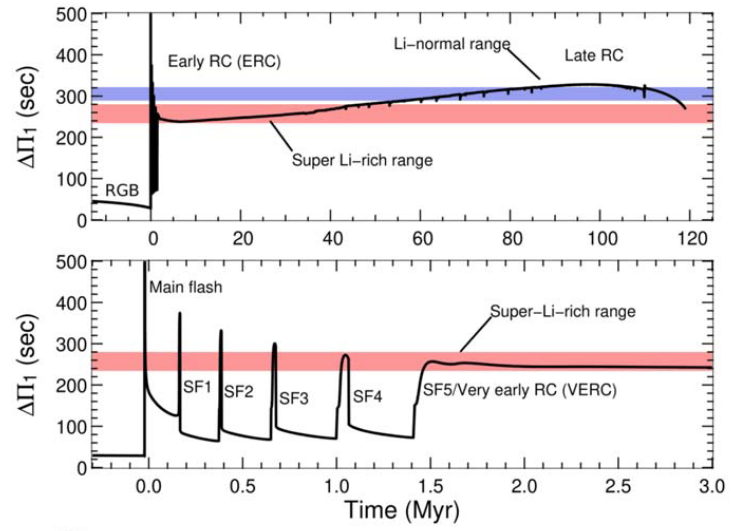 500
400
300
200
100
0
ΔΠ1 (sec)
Early RC (ERC)
Li-normal range
Late RC
Super Li-rich range
RGB
0 20 40 60 80 100 120
500
400
300
200
100
0
ΔΠ1 (sec)
Main flash
Super-Li-rich range
SF1
SF2
SF3
SF4
SF5/Very early RC (VERC)
0.0 0.5 1.0 1.5 2.0 2.5 3.0
Time (Myr)